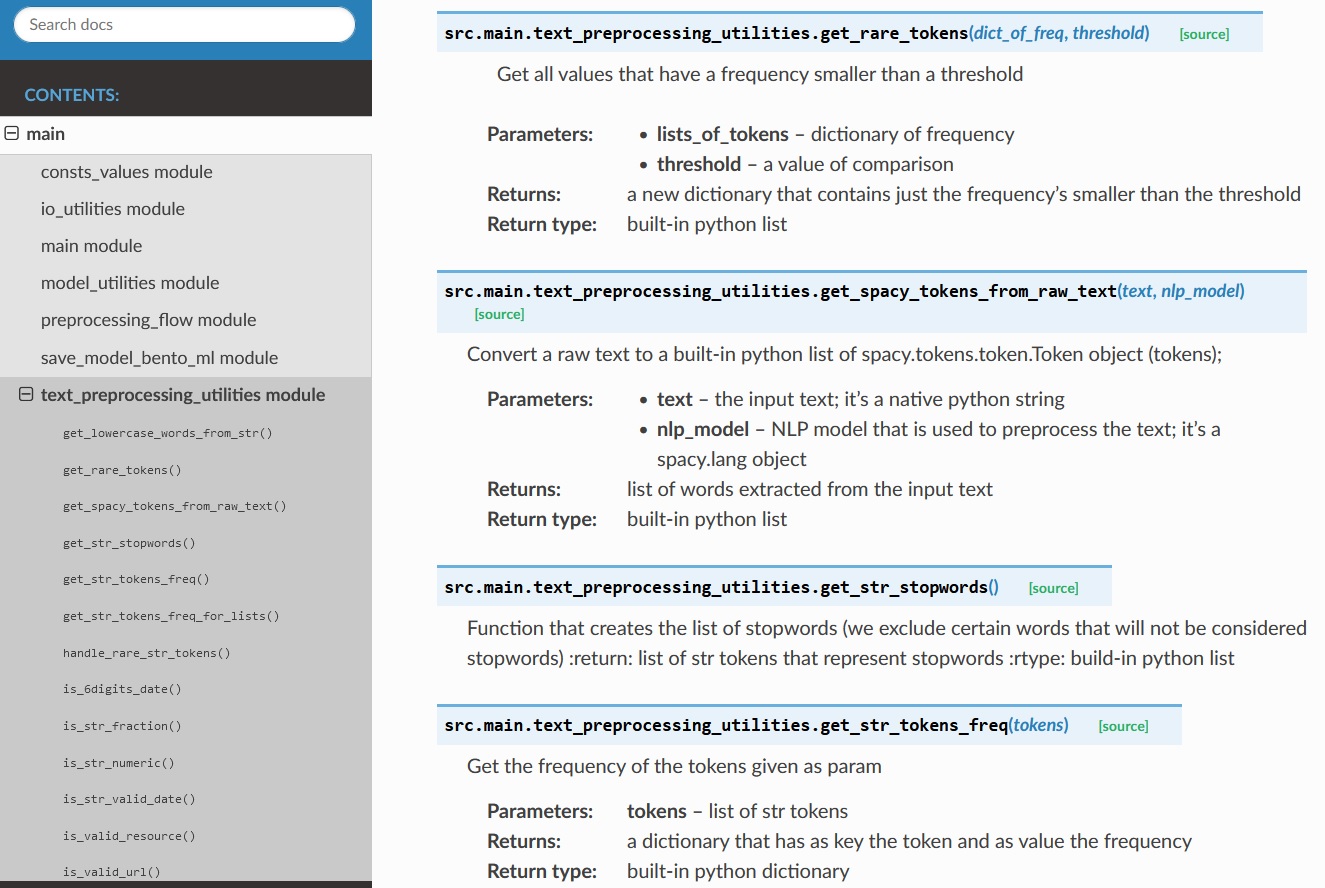 Search docs
CONTENTS:
main
consts_values module
io_utilities module
main module
model_utilities module
preprocessing_flow module
save_model_bento_ml module
text_preprocessing_utilities module
get_lowercase_words_from_str()
get_rare_tokens()
get_spacy_tokens_from_raw_text()
get_str_stopwords()
get_str_tokens_freq()
get_str_tokens_freq_for_lists()
handle_rare_str_tokens()
is_6digits_date()
is_str_fraction()
is_str_numeric()
is_str_valid_date()
is_valid_resource()
is_valid_url()
src.main.text_preprocessing_utilities.get_rare_tokens(dict_of_freq, threshold) [source]
Get all values that have a frequency smaller than a threshold
Parameters: • lists_of_tokens – dictionary of frequency
• threshold – a value of comparison
Returns: a new dictionary that contains just the frequency's smaller than the threshold
Return type: built-in python list
src.main.text_preprocessing_utilities.get_spacy_tokens_from_raw_text(text, nlp_model)
[source]
Convert a raw text to a built-in python list of spacy.tokens.token.Token object (tokens);
Parameters: • text – the input text; it's a native python string
• nlp_model – NLP model that is used to preprocess the text; it's a
spacy.lang object
Returns: list of words extracted from the input text
Return type: built-in python list
src.main.text_preprocessing_utilities.get_str_stopwords() [source]
Function that creates the list of stopwords (we exclude certain words that will not be considered
stopwords) :return: list of str tokens that represent stopwords :rtype: build-in python list
src.main.text_preprocessing_utilities.get_str_tokens_freq(tokens) [source]
Get the frequency of the tokens given as param
Parameters: tokens – list of str tokens
Returns: a dictionary that has as key the token and as value the frequency
Return type: built-in python dictionary